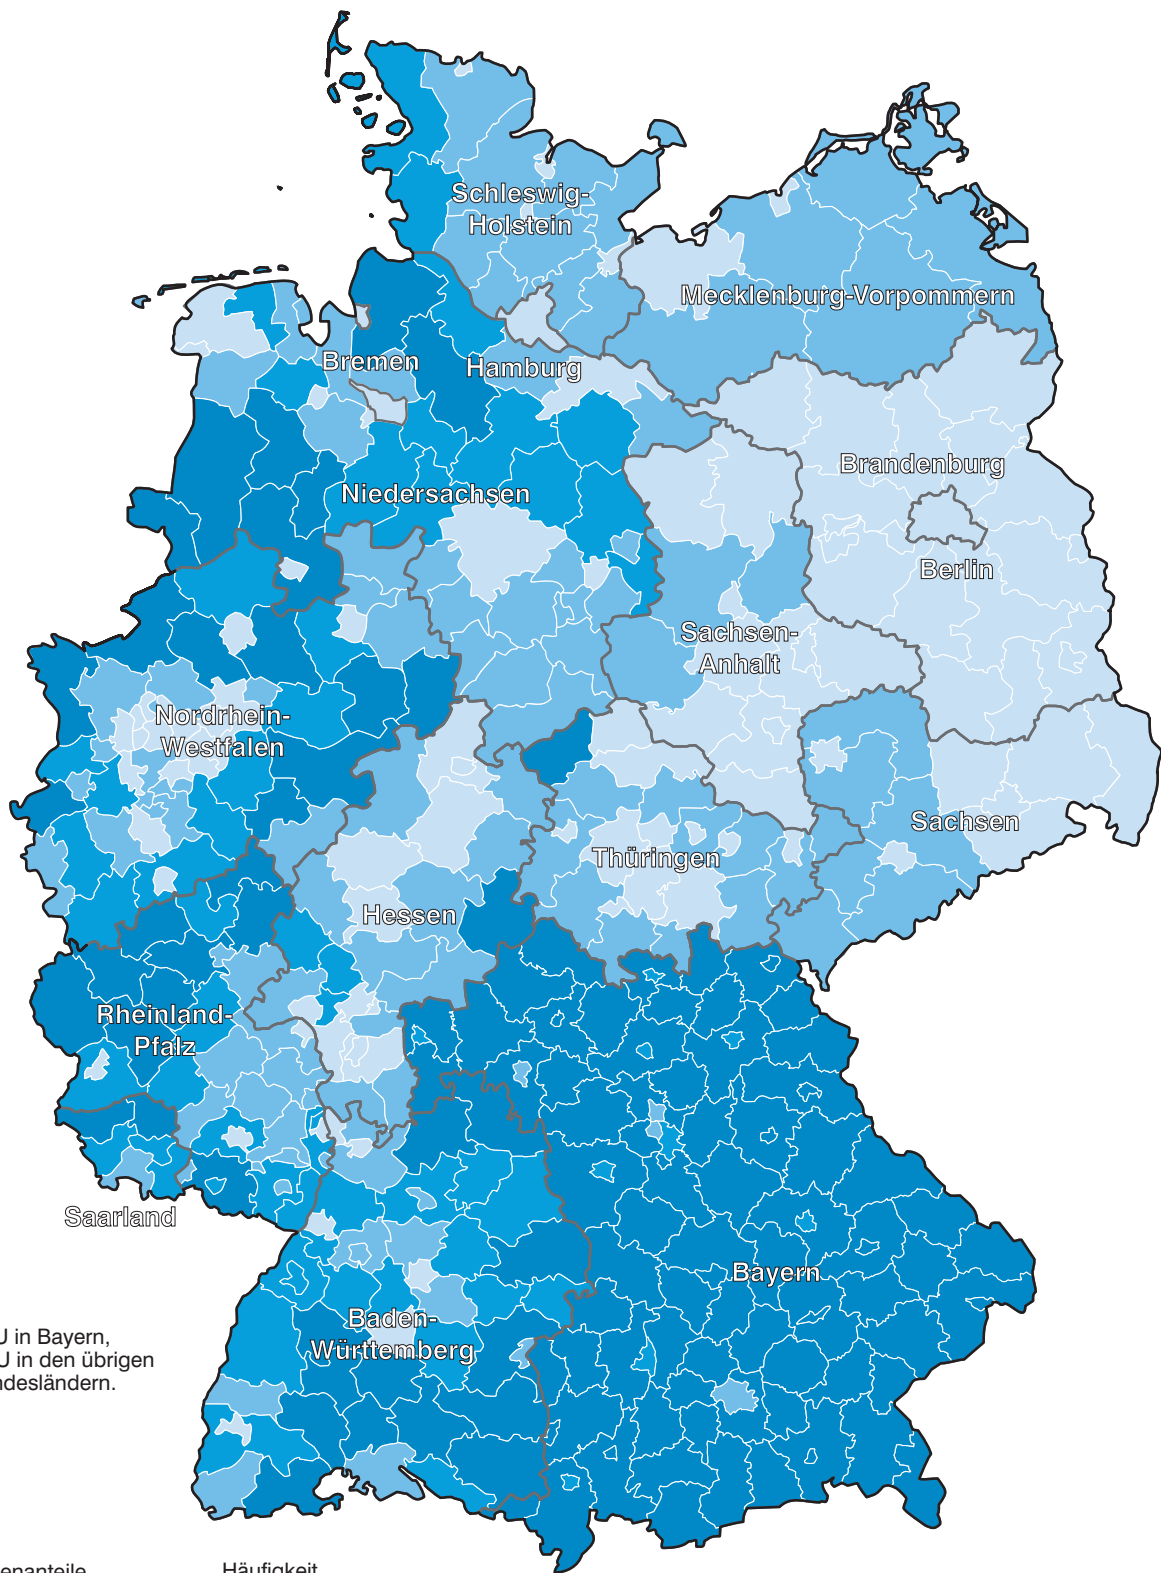 Schleswig-
Holstein
Mecklenburg-Vorpommern
Bremen
Hamburg
Brandenburg
Niedersachsen
Berlin
Sachsen-
Anhalt
Nordrhein-
Westfalen
Sachsen
Thüringen
Hessen
Rheinland-
Pfalz
Saarland
Bayern
Baden-
Württemberg
U in Bayern,
U in den übrigen
ndesländern.
enanteile
Häufigkeit